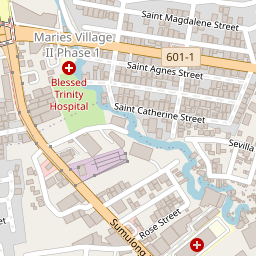 Saint Magdalene Street
Maries Village
II Phase 1
601-1
Saint Agnes Street
Blessed
Trinity
Hospital
Saint Catherine Street
Sevilla
Rose Street
Sumulong